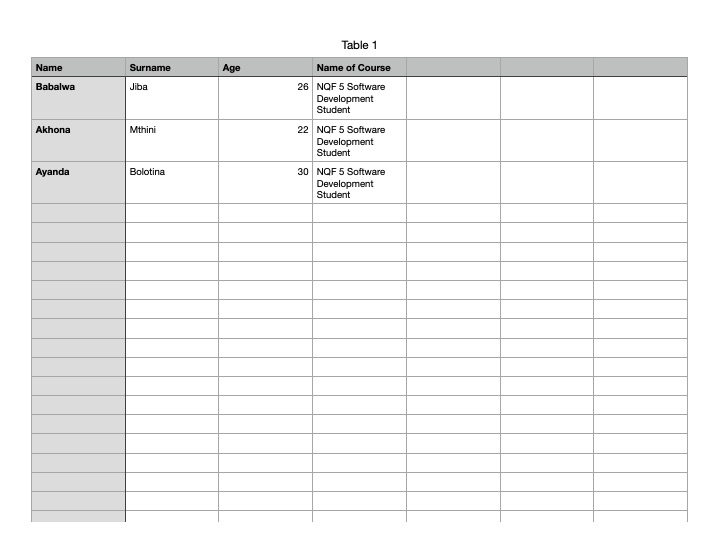 Table 1
Name Surname Age Name of Course
Babalwa Jiba 26 NQF 5 Software
Development
Student
Akhona Mthini 22 NQF 5 Software
Development
Student
Ayanda Bolotina 30 NQF 5 Software
Development
Student